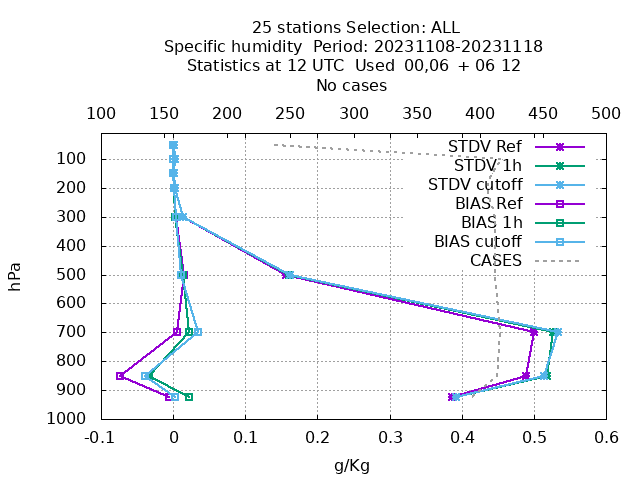 25 stations Selection: ALL
Specific humidity  Period: 20231108-20231118
Statistics at 12 UTC  Used  00,06  + 06 12
No cases
100 150 200 250 300 350 400 450 500
STDV Ref
STDV 1h
STDV cutoff
BIAS Ref
BIAS 1h
BIAS cutoff
CASES
hPa
100
200
300
400
500
600
700
800
900
1000
-0.1 0 0.1 0.2 0.3 0.4 0.5 0.6
g/Kg